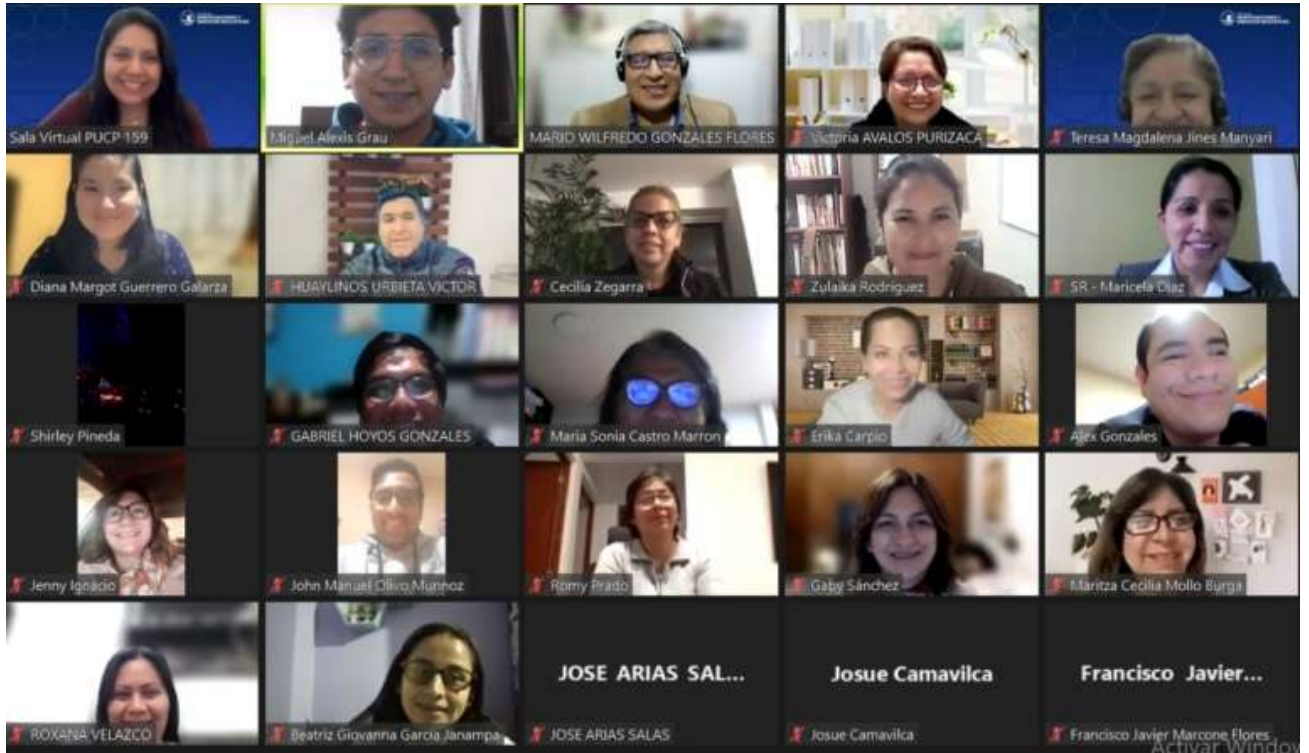 Sala Virtual PUCP 159
Miguel Alexis Grau
MARIO WILFREDO GONZALES FLORES
Victoria AVALOS PURIZACA
Teresa Magdalena Jines Manyari
Diana Margot Guerrero Galarza
HUAYLINOS URBIETA VICTOR
Cecilia Zegarra
Zulaika Rodríguez
SR - Maricela Diaz
Shirley Pineda
GABRIEL HOYOS GONZALES
Maria Sonia Castro Marron
Erika Carpio
Alex Gonzales
Jenny Ignacio
John Manuel Olivo Munnoz
Romy Prado
Gaby Sánchez
Maritza Cecilia Mollo Burga
ROXANA VELAZCO
Beatriz Giovanna García Janampa
JOSE ARIAS SAL...
JOSE ARIAS SALAS
Josue Camavilca
Josue Camavilca
Francisco Javier...
Francisco Javier Marcone Flores
Activar Window